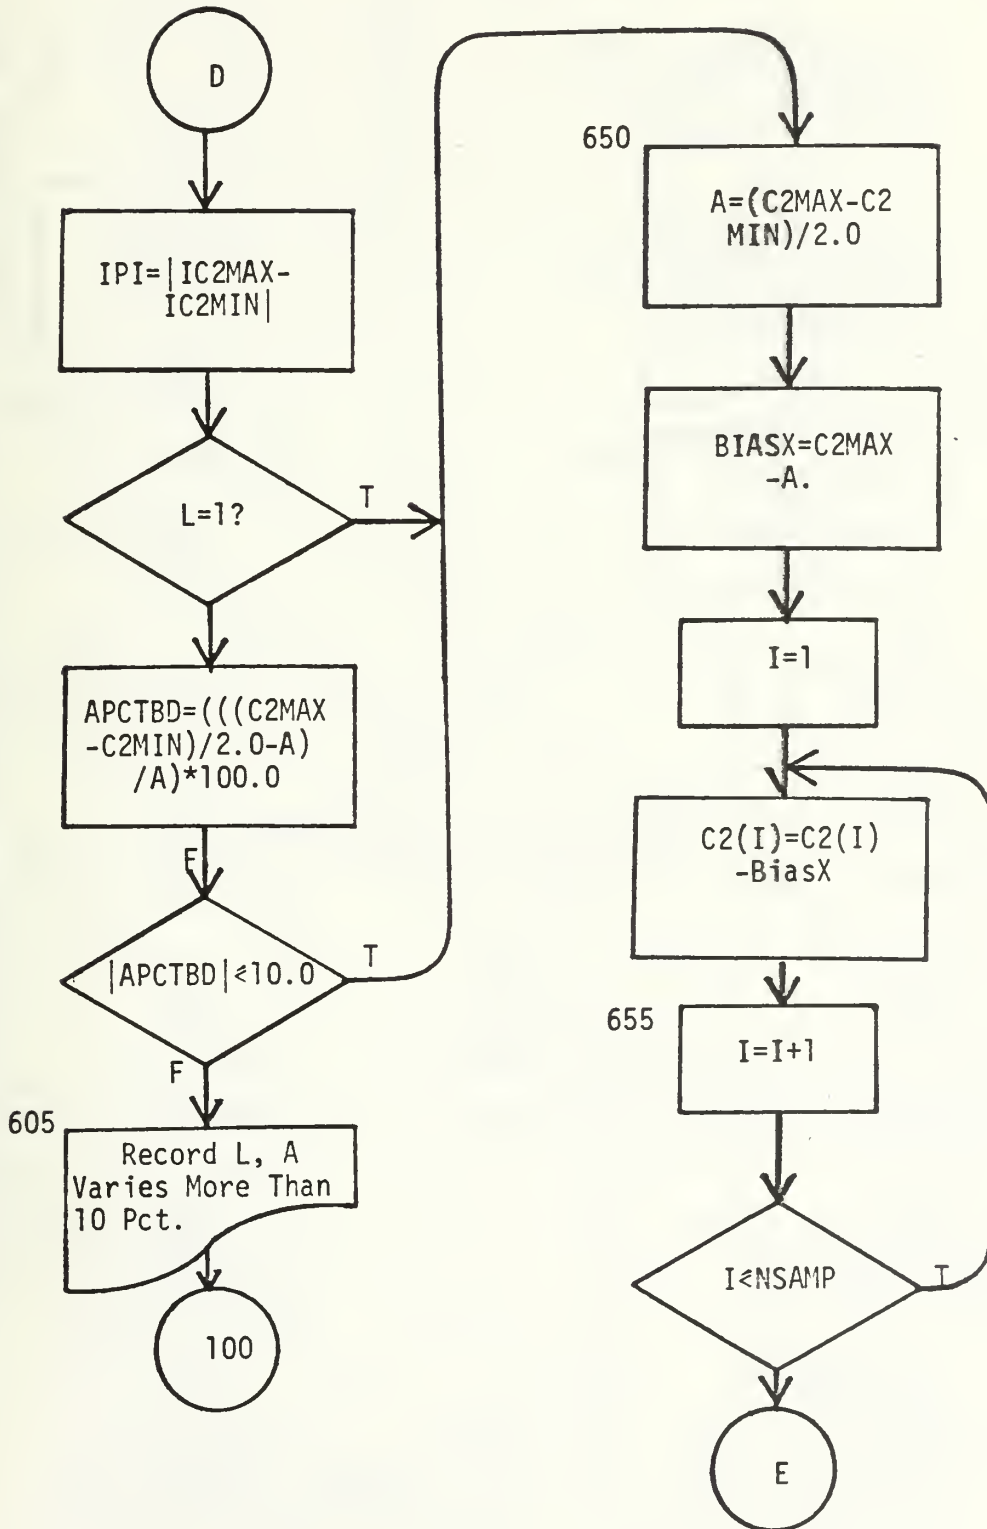 D
IPI=|IC2MAX-
IC2MIN|
L=1?
T
APCTBD=(((C2MAX
-C2MIN)/2.0-A)
/A)*100.0
F
|APCTBD|≤10.0
T
F
605
Record L, A
Varies More Than
10 Pct.
100
650
A=(C2MAX-C2
MIN)/2.0
BIASX=C2MAX
-A.
I=1
C2(I)=C2(I)
-BiasX
655
I=I+1
I≤NSAMP
T
E